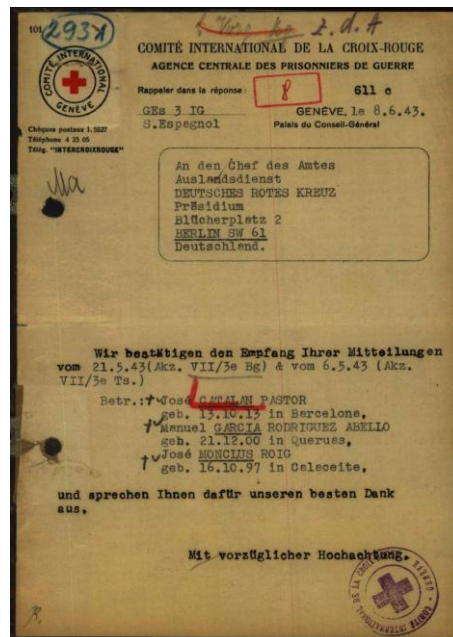 101
293A
z. d. A
COMITÉ INTERNATIONAL DE LA CROIX-ROUGE
AGENCE CENTRALE DES PRISONNIERS DE GUERRE
COMITÉ INTERNATIONAL
GENÈVE
Rappeler dans la réponse: 8 611 c
GEs 3 IG GENÈVE, le 8.6.43.
S.Espagnol Palais du Conseil-Général
Chèques postaux I. 5527
Téléphone 4 23 05
Télég. "INTERCROIXROUGE"
An den Chef des Amtes
Auslandsdienst
DEUTSCHES ROTES KREUZ
Präsidium
Blücherplatz 2
BERLIN SW 61
Deutschland.
Wir bestätigen den Empfang Ihrer Mitteilungen
vom 21.5.43(Akz. VII/3e Bg) & vom 6.5.43 (Akz.
VII/3e Ts.)
Betr.: José CATALAN PASTOR
geb. 13.10.13 in Barcelona,
Manuel GARCIA RODRIGUEZ ABELLO
geb. 21.12.00 in Queruas,
José MONCLUS ROIG
geb. 16.10.97 in Calaceite,
und sprechen Ihnen dafür unseren besten Dank
aus.
Mit vorzüglicher Hochachtung.